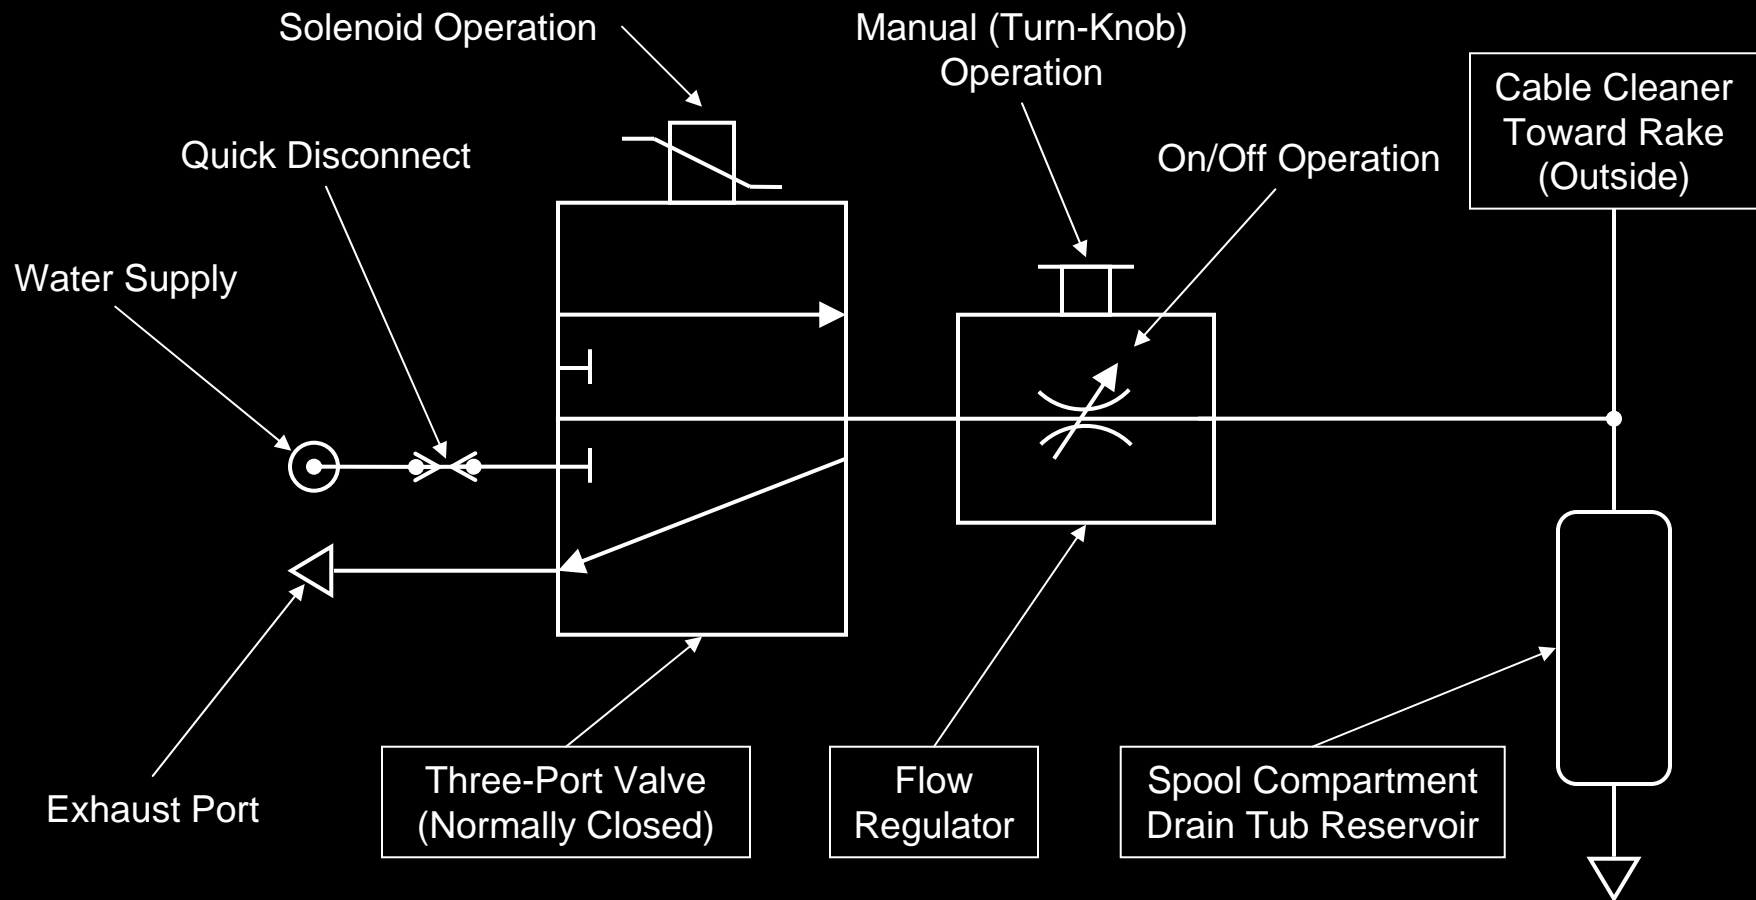 Solenoid Operation
Manual (Turn-Knob)
Operation
Cable Cleaner
Toward Rake
(Outside)
Quick Disconnect
On/Off Operation
Water Supply
Exhaust Port
Three-Port Valve
(Normally Closed)
Flow
Regulator
Spool Compartment
Drain Tub Reservoir